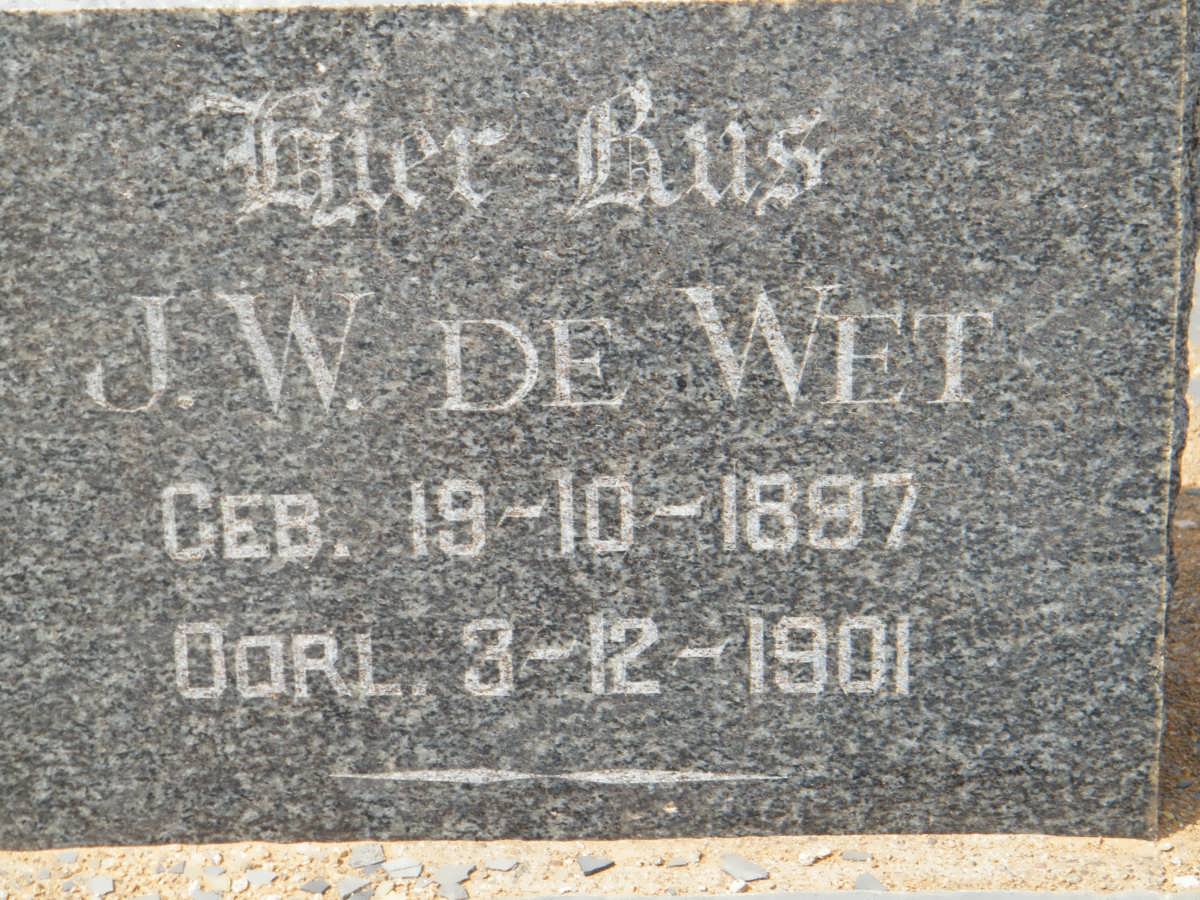 Hier Rus
J. W. DE WET
GEB. 19-10-1897
OORL. 3-12-1901